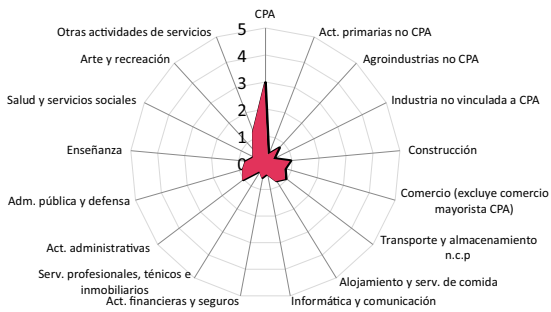 CPA
5
4
3
2
1
0
Act. primarias no CPA
Agroindustrias no CPA
Industria no vinculada a CPA
Construcción
Comercio (excluye comercio
mayorista CPA)
Transporte y almacenamiento
n.c.p
Alojamiento y serv. de comida
Informática y comunicación
Act. financieras y seguros
Serv. profesionales, ténicos e
inmobiliarios
Act. administrativas
Adm. pública y defensa
Enseñanza
Salud y servicios sociales
Arte y recreación
Otras actividades de servicios